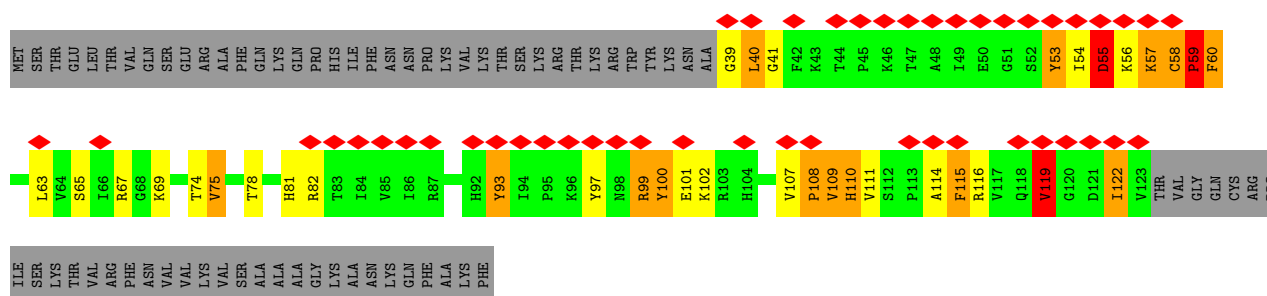 MET SER THR GLU LEU THR VAL GLN SER GLU ARG ALA PHE GLN LYS GLN PRO HIS ILE PHE ASN ASN PRO LYS VAL LYS THR SER LYS ARG THR LYS ARG TRP TYR LYS ASN ALA G39 L40 G41 F42 K43 T44 P45 K46 T47 A48 I49 E50 G51 S52 Y53 I54 D55 K56 K57 C58 P59 F60
L63 V64 S65 I66 R67 G68 K69 T74 V75 T78 H81 R82 T83 I84 V85 I86 R87 H92 Y93 I94 P95 K96 Y97 N98 R99 Y100 E101 K102 R103 H104 V107 P108 V109 H110 V111 S112 P113 A114 F115 R116 V117 Q118 V119 G120 D121 I122 V123 THR VAL GLY GLN CYS ARG
ILE SER LYS THR VAL ARG PHE ASN VAL VAL LYS VAL SER ALA ALA ALA GLY LYS ALA ASN LYS GLN PHE ALA LYS PHE